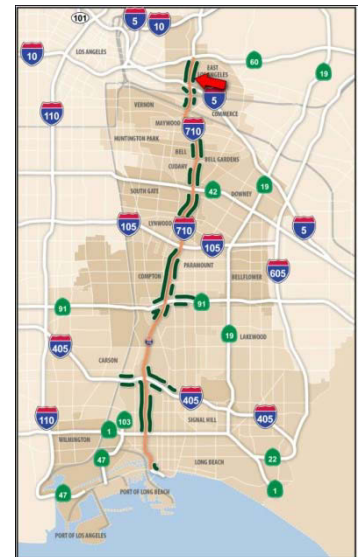 101
5
10
LOS ANGELES
10
EAST
LOS ANGELES
60
19
5
VERNON
COMMERCE
110
MAYWOOD
HUNTINGTON PARK
710
BELL
BELL GARDENS
CUDAHY
SOUTH GATE
42
DOWNEY
19
LYNWOOD
105
710
105
5
PARAMOUNT
COMPTON
BELLFLOWER
605
91
91
19
LAKEWOOD
405
CARSON
405
405
SIGNAL HILL
110
103
1
WILMINGTON
47
LONG BEACH
22
47
PORT OF LONG BEACH
1
PORT OF LOS ANGELES